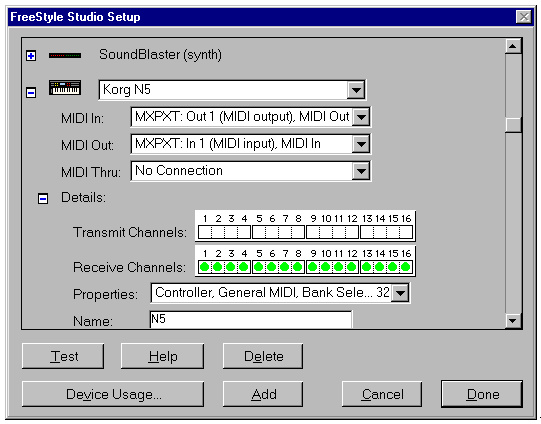 FreeStyle Studio Setup
SoundBlaster (synth)
Korg N5
MIDI In: MXPXT: Out 1 (MIDI output), MIDI Out
MIDI Out: MXPXT: In 1 (MIDI input), MIDI In
MIDI Thru: No Connection
Details:
1 2 3 4 5 6 7 8 9 10 11 12 13 14 15 16
Transmit Channels:
1 2 3 4 5 6 7 8 9 10 11 12 13 14 15 16
Receive Channels:
Properties: Controller, General MIDI, Bank Sele... 32
Name: N5
Test Help Delete
Device Usage... Add Cancel Done